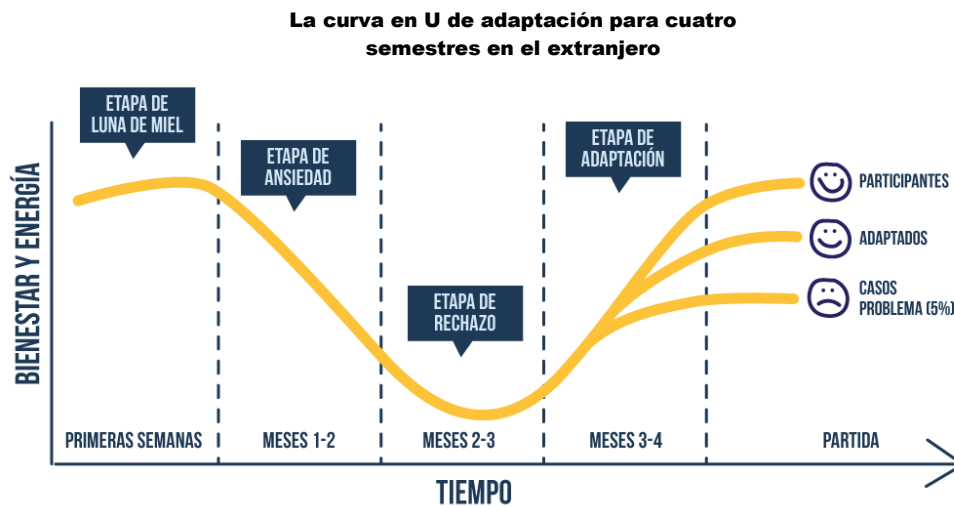 La curva en U de adaptación para cuatro
semestres en el extranjero
ETAPA DE
LUNA DE MIEL
ETAPA DE
ANSIEDAD
ETAPA DE
RECHAZO
ETAPA DE
ADAPTACIÓN
PARTICIPANTES
ADAPTADOS
CASOS
PROBLEMA (5%)
BIENESTAR Y ENERGÍA
PRIMERAS SEMANAS
MESES 1-2
MESES 2-3
MESES 3-4
PARTIDA
TIEMPO